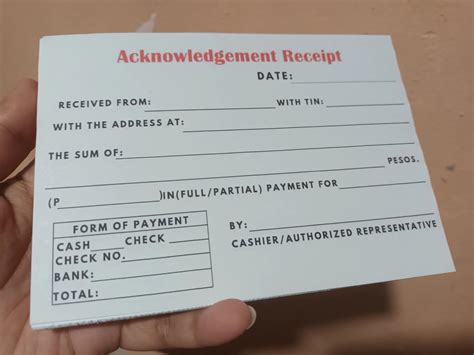 Acknowledgement Receipt
DATE:
RECEIVED FROM: WITH TIN:
WITH THE ADDRESS AT:
THE SUM OF:
PESOS.
(P )IN(FULL/PARTIAL) PAYMENT FOR
FORM OF PAYMENT
CASH CHECK
CHECK NO.
BANK:
TOTAL:
BY:
CASHIER/AUTHORIZED REPRESENTATIVE